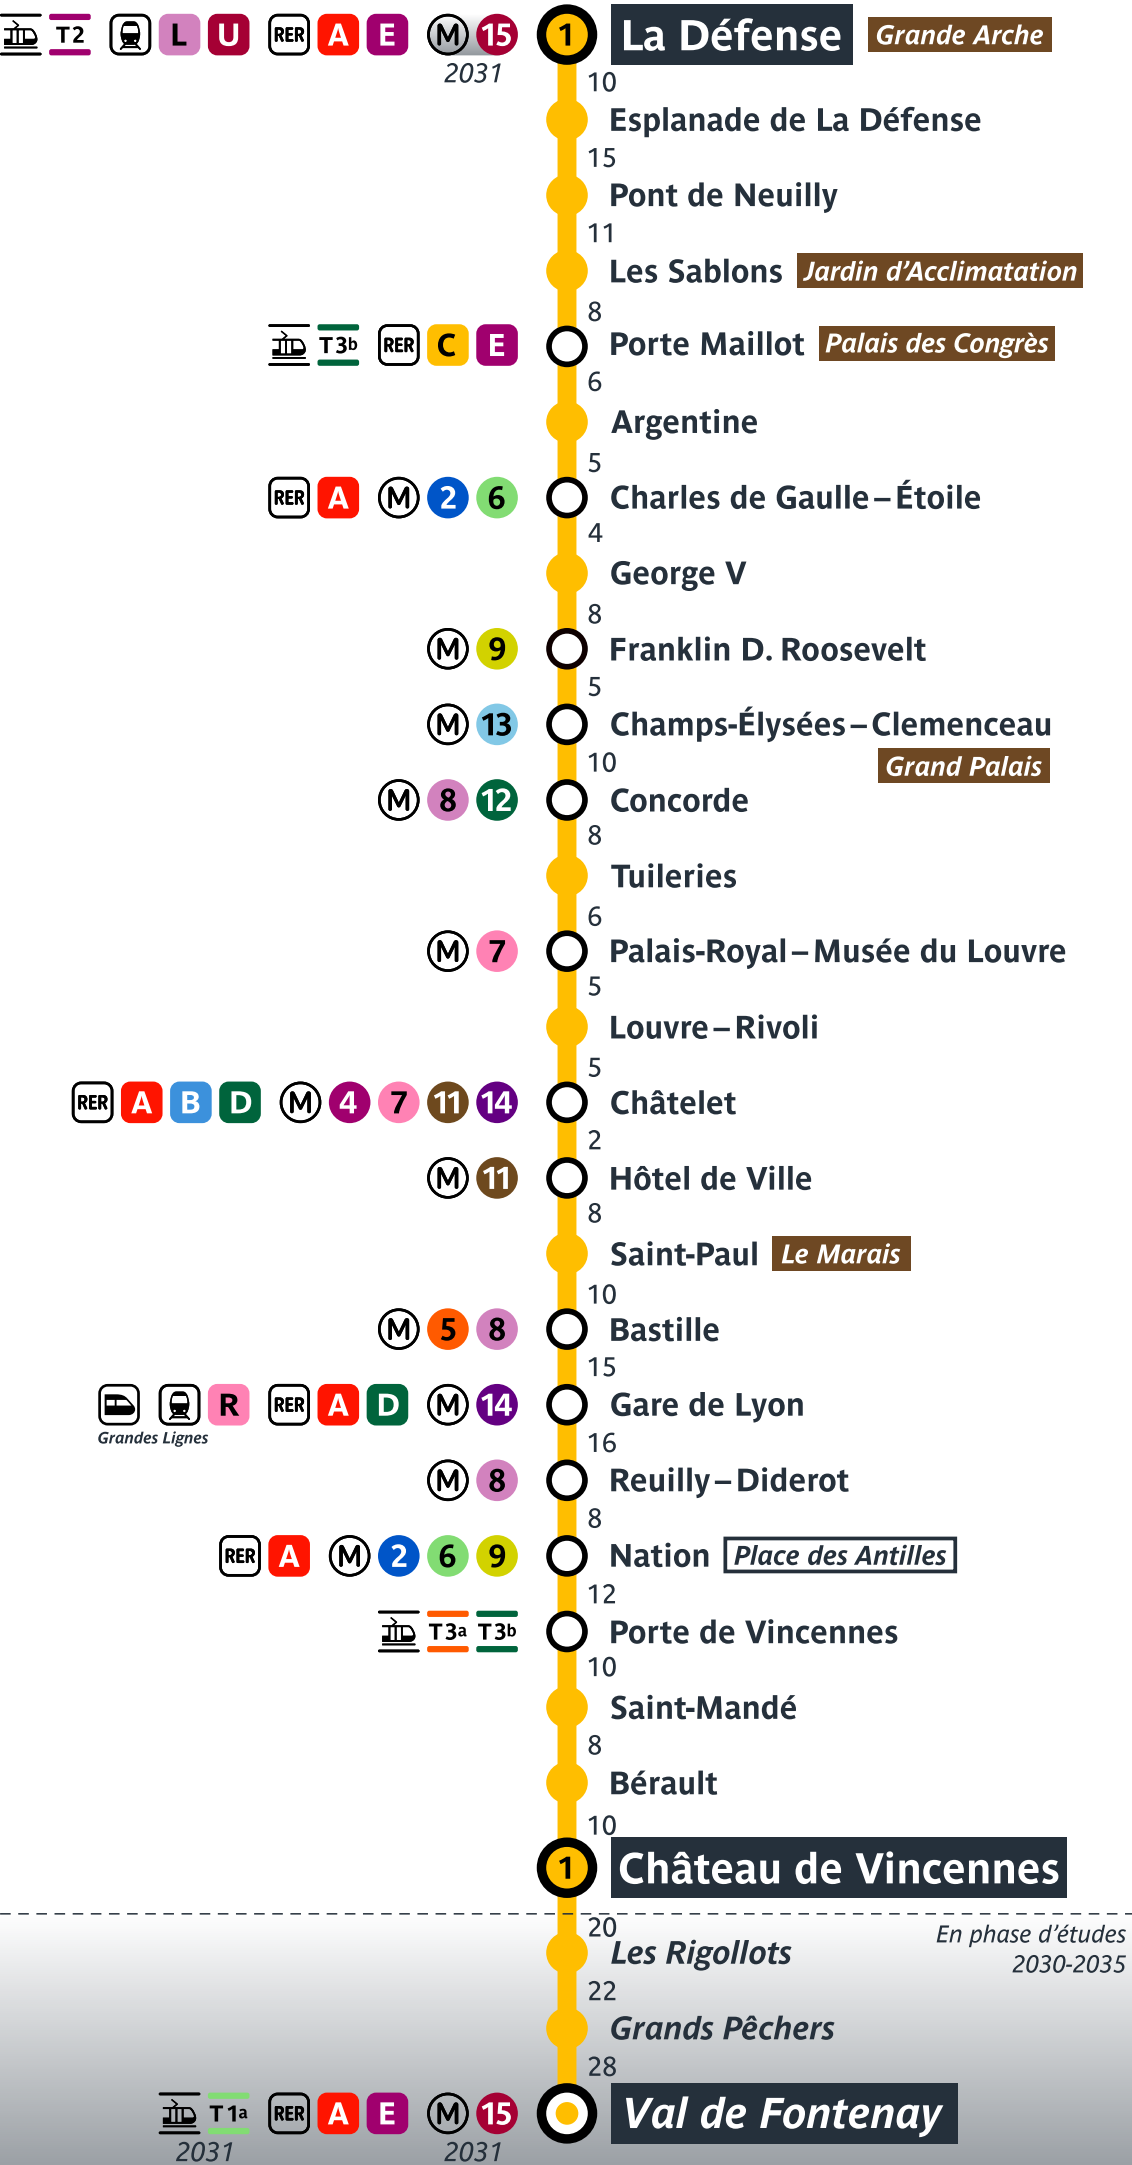 T2 L U RER A E M 15 1 La Défense Grande Arche
2031
10
Esplanade de La Défense
15
Pont de Neuilly
11
Les Sablons Jardin d’Acclimatation
8
T3b RER C E Porte Maillot Palais des Congrès
6
Argentine
5
RER A M 2 6 Charles de Gaulle – Étoile
4
George V
8
M 9 Franklin D. Roosevelt
5
M 13 Champs-Élysées – Clemenceau
10 Grand Palais
M 8 12 Concorde
8
Tuileries
6
M 7 Palais-Royal – Musée du Louvre
5
Louvre – Rivoli
5
RER A B D M 4 7 11 14 Châtelet
2
M 11 Hôtel de Ville
8
Saint-Paul Le Marais
10
M 5 8 Bastille
15
R RER A D M 14 Gare de Lyon
Grandes Lignes
16
M 8 Reuilly – Diderot
8
RER A M 2 6 9 Nation Place des Antilles
12
T3a T3b Porte de Vincennes
10
Saint-Mandé
8
Bérault
10
1 Château de Vincennes
20 En phase d’études
Les Rigollots
2030-2035
22
Grands Pêchers
28
T1a RER A E M 15 Val de Fontenay
2031 2031